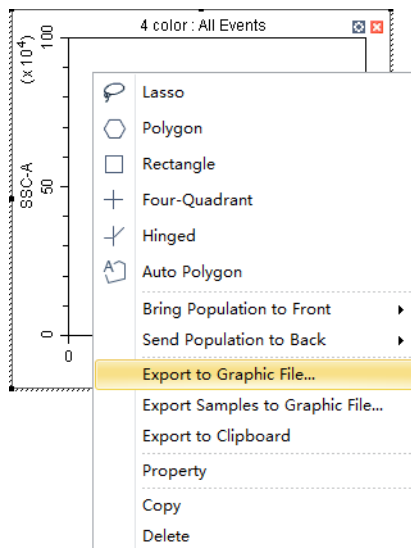 4 color : All Events
100
(x 10⁴)
SSC-A
50
0
0
Lasso
Polygon
Rectangle
Four-Quadrant
Hinged
A
Auto Polygon
Bring Population to Front
Send Population to Back
Export to Graphic File...
Export Samples to Graphic File...
Export to Clipboard
Property
Copy
Delete